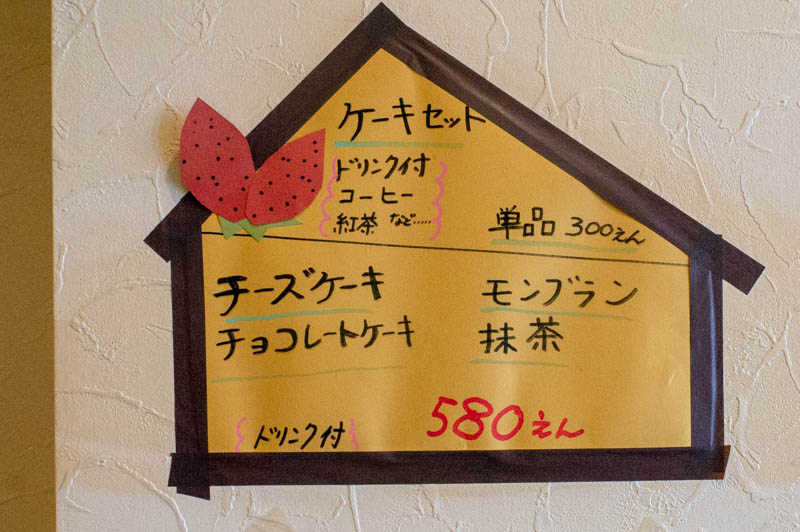 ケーキセット
ドリンク付
コーヒー
紅茶 など……
単品 300えん
チーズケーキ モンブラン
チョコレートケーキ 抹茶
ドリンク付 580えん